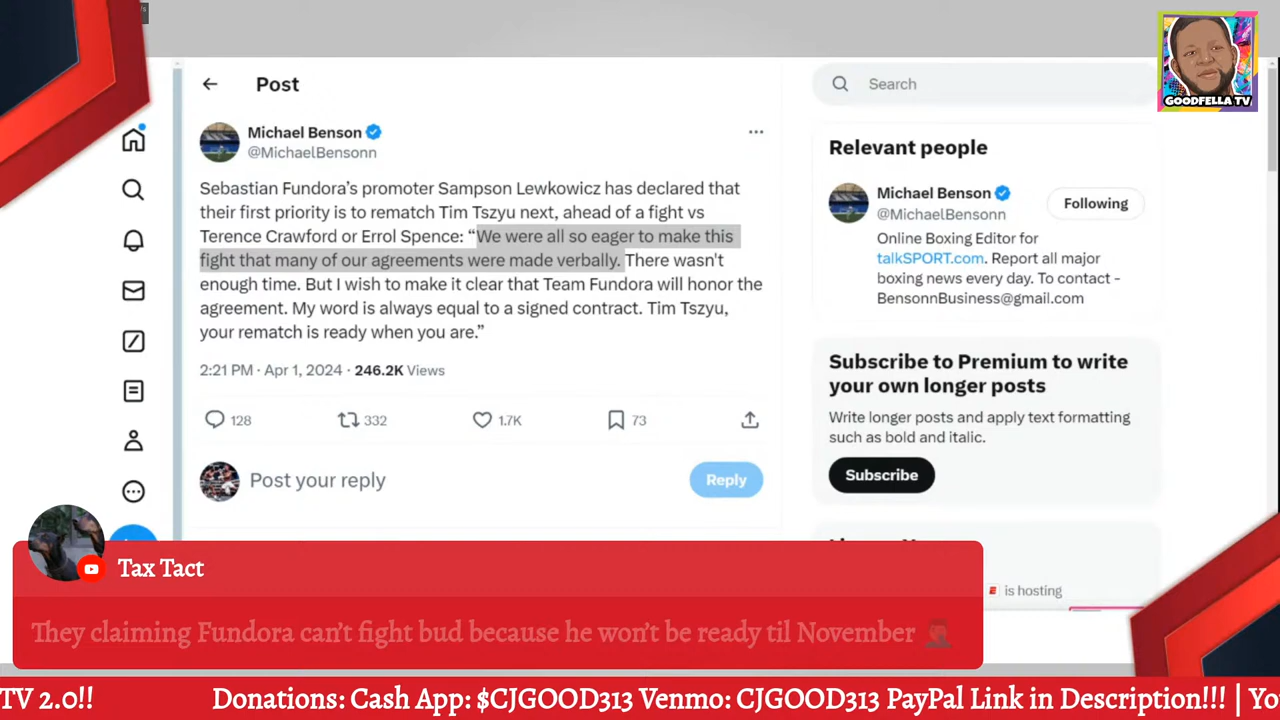 GOODFELLA TV
Post
Search
Michael Benson
@MichaelBensonn
Sebastian Fundora's promoter Sampson Lewkowicz has declared that
their first priority is to rematch Tim Tszyu next, ahead of a fight vs
Terence Crawford or Errol Spence: “We were all so eager to make this
fight that many of our agreements were made verbally. There wasn't
enough time. But I wish to make it clear that Team Fundora will honor the
agreement. My word is always equal to a signed contract. Tim Tszyu,
your rematch is ready when you are.”
2:21 PM · Apr 1, 2024 · 246.2K Views
128 332 1.7K 73
Post your reply
Reply
Relevant people
Michael Benson
@MichaelBensonn
Following
Online Boxing Editor for
talkSPORT.com. Report all major
boxing news every day. To contact -
BensonnBusiness@gmail.com
Subscribe to Premium to write
your own longer posts
Write longer posts and apply text formatting
such as bold and italic.
Subscribe
is hosting
Tax Tact
They claiming Fundora can't fight bud because he won't be ready til November
TV 2.0!! Donations: Cash App: $CJGOOD313 Venmo: CJGOOD313 PayPal Link in Description!!! | Yo